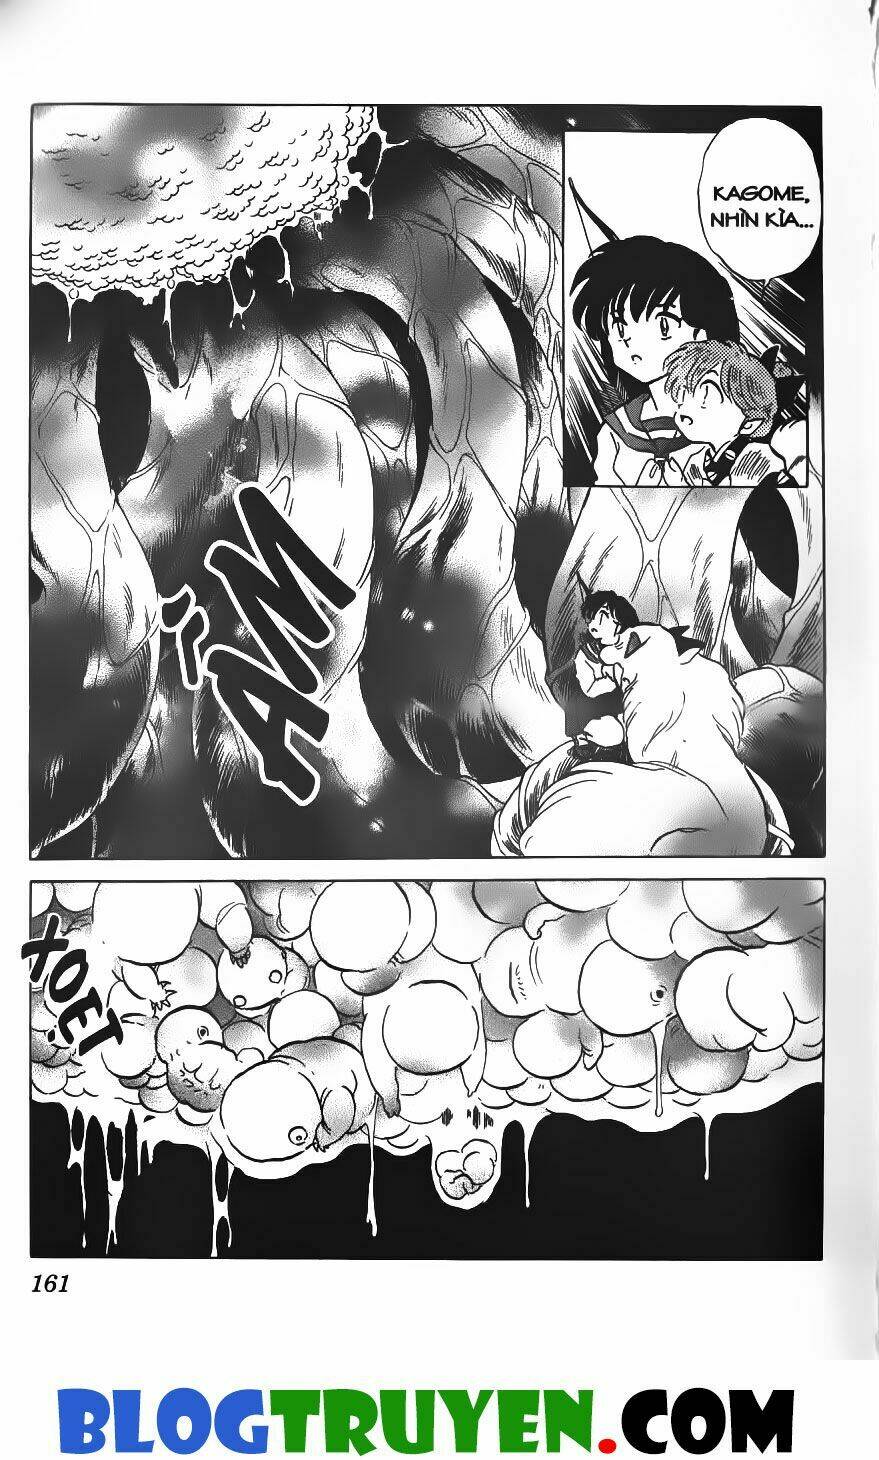 KAGOME,
NHÌN KÌA...
ẦM
XOẸT
161
BLOGTRUYEN.COM